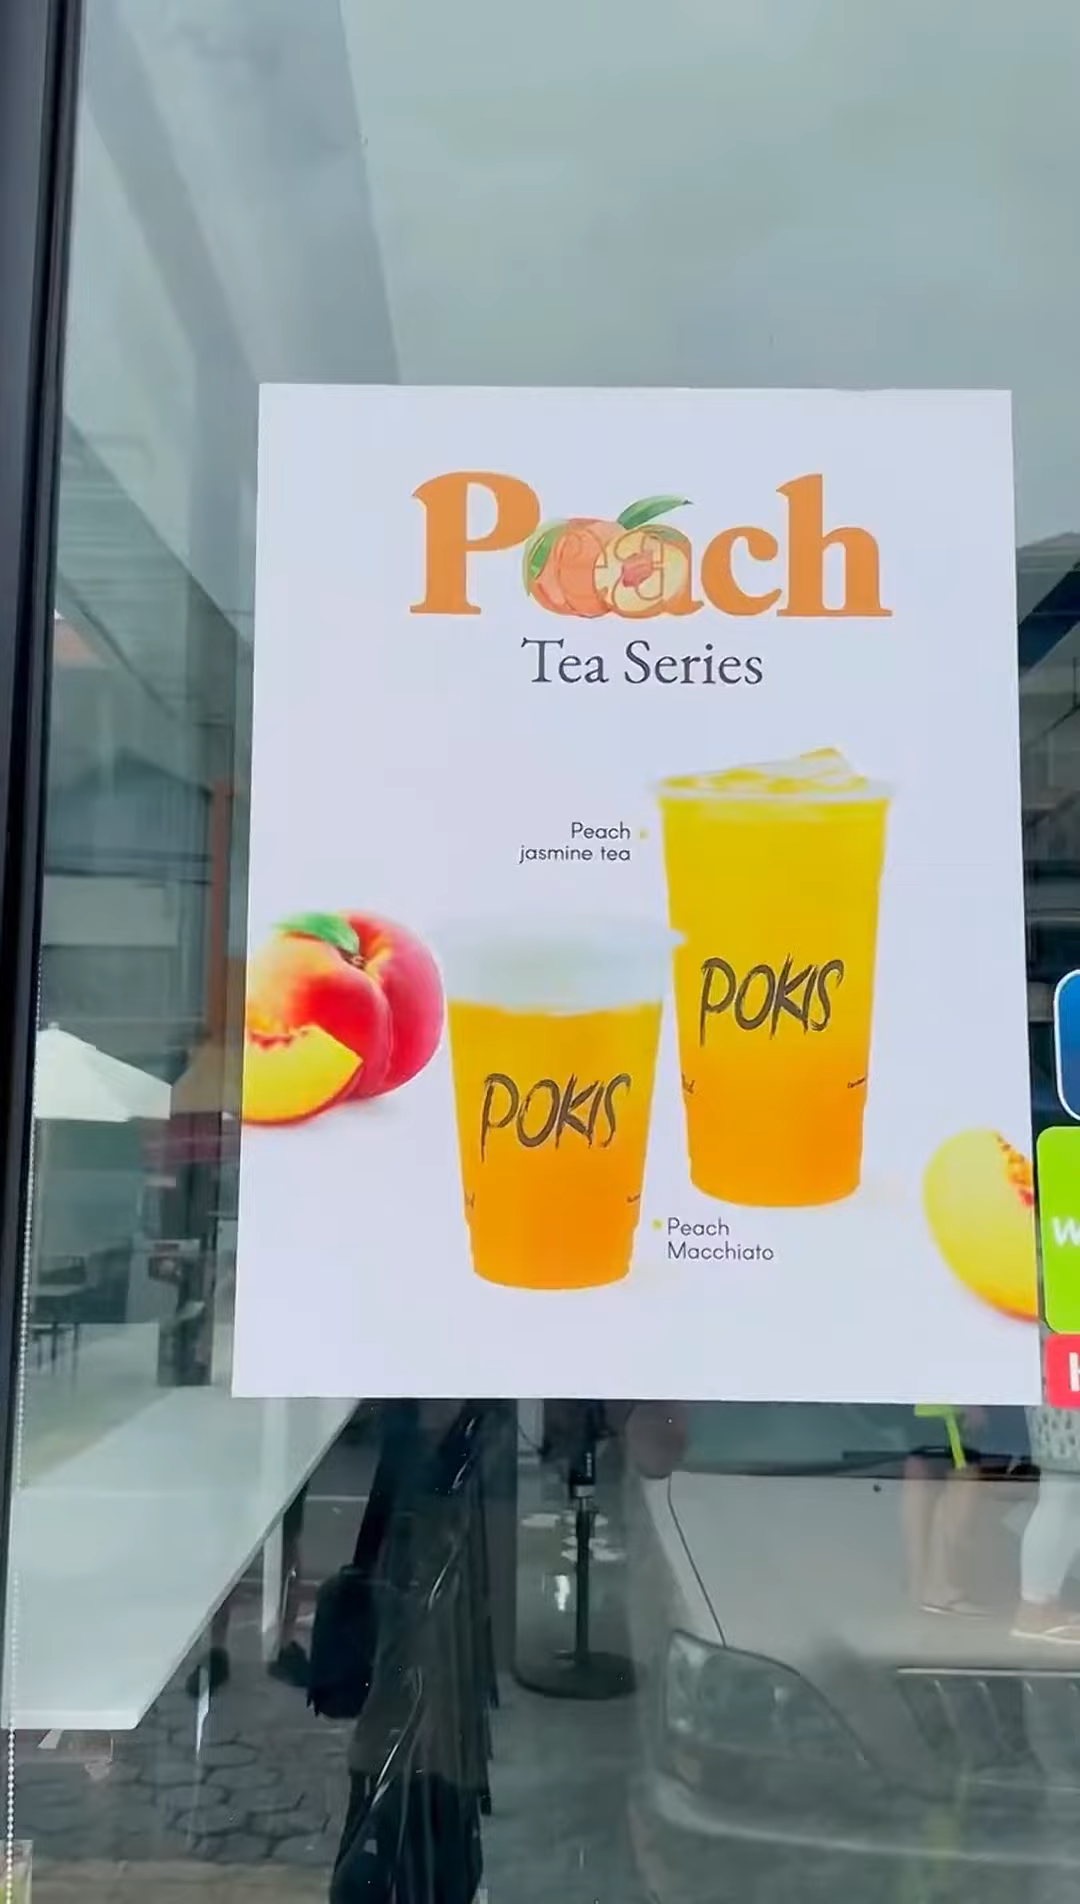 Peach
Tea Series
Peach
jasmine tea
POKIS
POKIS
Peach
Macchiato
W
H